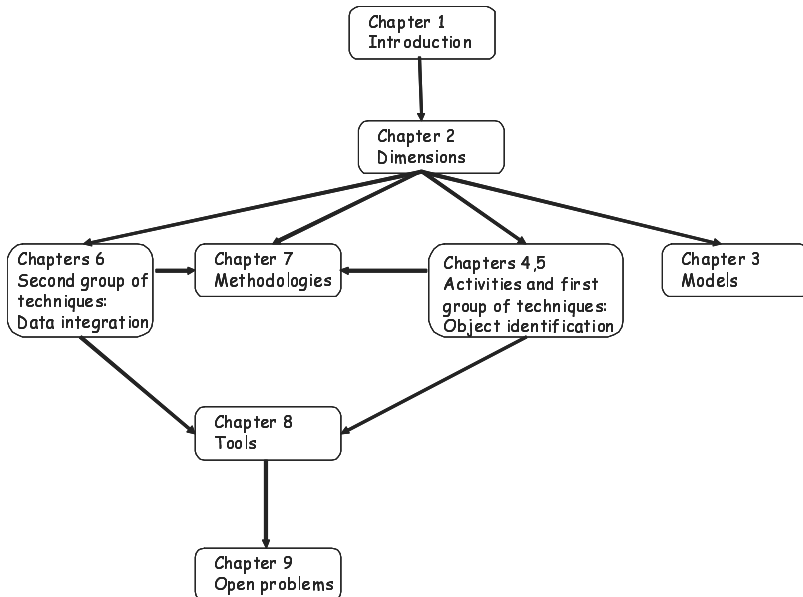 Chapter 1
Introduction
Chapter 2
Dimensions
Chapters 6
Second group of
techniques:
Data integration
Chapter 7
Methodologies
Chapters 4,5
Activities and first
group of techniques:
Object identification
Chapter 3
Models
Chapter 8
Tools
Chapter 9
Open problems